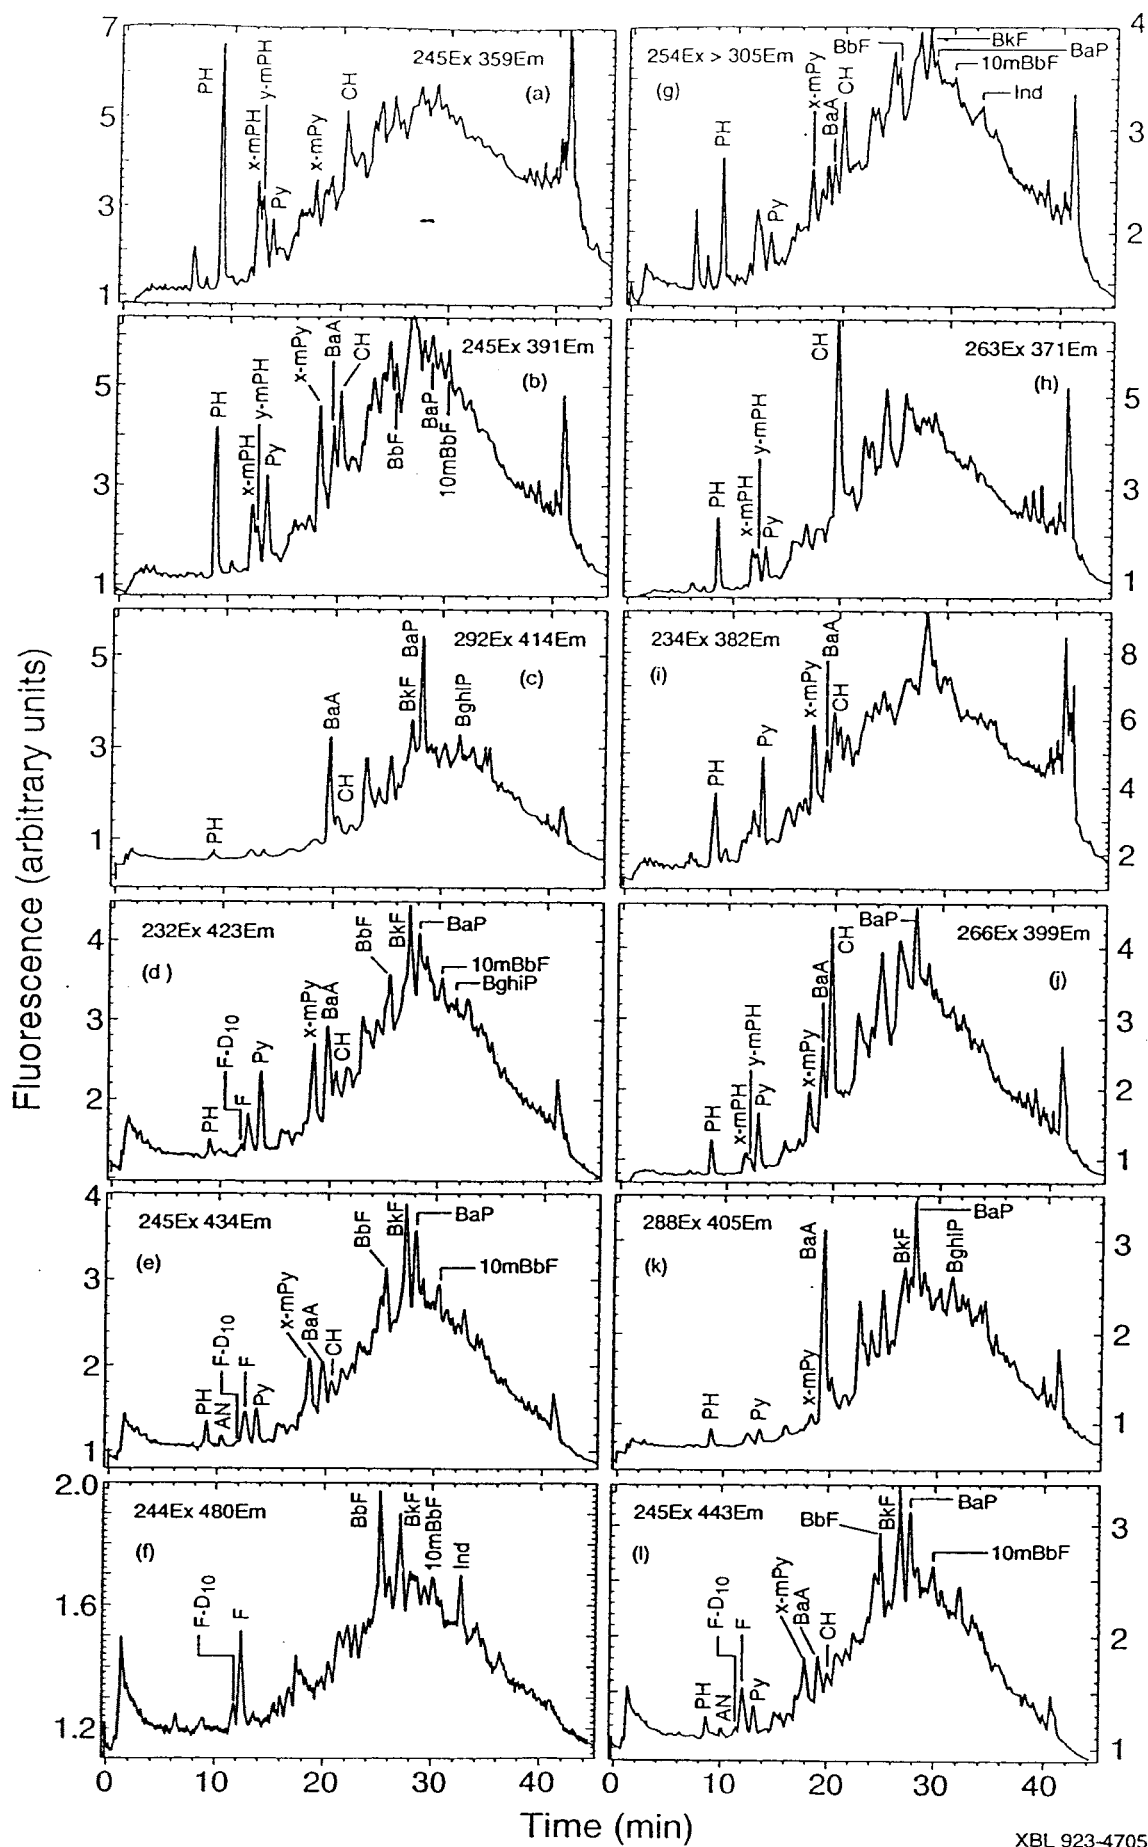 Fluorescence (arbitrary units)
7
5
3
1
245Ex 359Em
(a)
PH
x-mPH
y-mPH
Py
x-mPy
CH
4
3
2
254Ex > 305Em
(g)
PH
Py
x-mPy
BaA
CH
BbF
BkF
BaP
10mBbF
Ind
5
3
1
245Ex 391Em
(b)
PH
x-mPH
y-mPH
Py
x-mPy
BaA
CH
BbF
BaP
10mBbF
5
4
3
2
1
263Ex 371Em
(h)
PH
x-mPH
y-mPH
Py
CH
5
3
1
292Ex 414Em
(c)
PH
BaA
CH
BkF
BaP
BghiP
8
6
4
2
234Ex 382Em
(i)
PH
Py
x-mPy
BaA
CH
4
3
2
232Ex 423Em
(d)
PH
F-D10
F
Py
x-mPy
BaA
CH
BbF
BkF
BaP
10mBbF
BghiP
4
3
2
1
266Ex 399Em
(j)
PH
x-mPH
y-mPH
Py
x-mPy
BaA
CH
BaP
4
3
2
1
245Ex 434Em
(e)
PH
AN
F-D10
F
Py
x-mPy
BaA
CH
BbF
BkF
BaP
10mBbF
3
2
1
288Ex 405Em
(k)
PH
Py
x-mPy
BaA
BkF
BaP
BghiP
2.0
1.6
1.2
244Ex 480Em
(f)
F-D10
F
BbF
BkF
10mBbF
Ind
3
2
1
245Ex 443Em
(l)
PH
AN
F-D10
F
Py
x-mPy
BaA
CH
BbF
BkF
BaP
10mBbF
0 10 20 30 40 0 10 20 30 40
Time (min)
XBL 923-4705